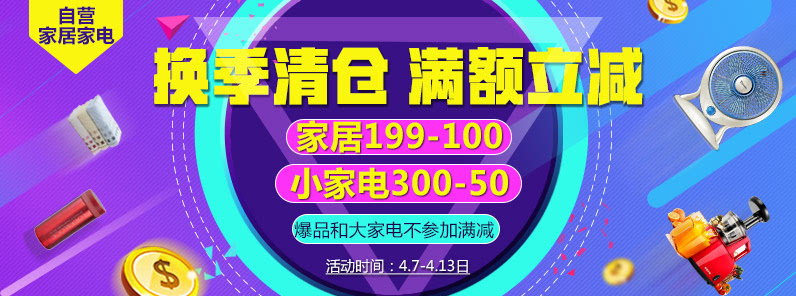 自营
家居家电
换季清仓 满额立减
家居199-100
小家电300-50
爆品和大家电不参加满减
活动时间：4.7-4.13日